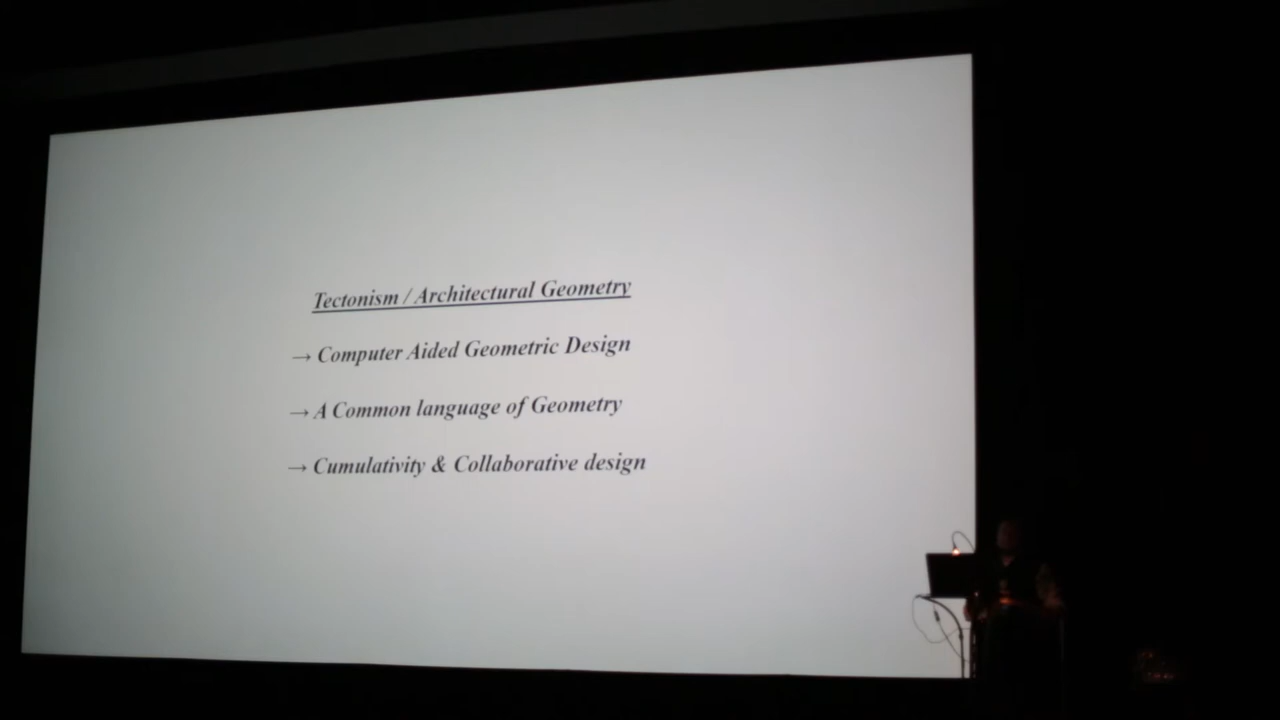 Tectonism / Architectural Geometry
→ Computer Aided Geometric Design
→ A Common language of Geometry
→ Cumulativity & Collaborative design